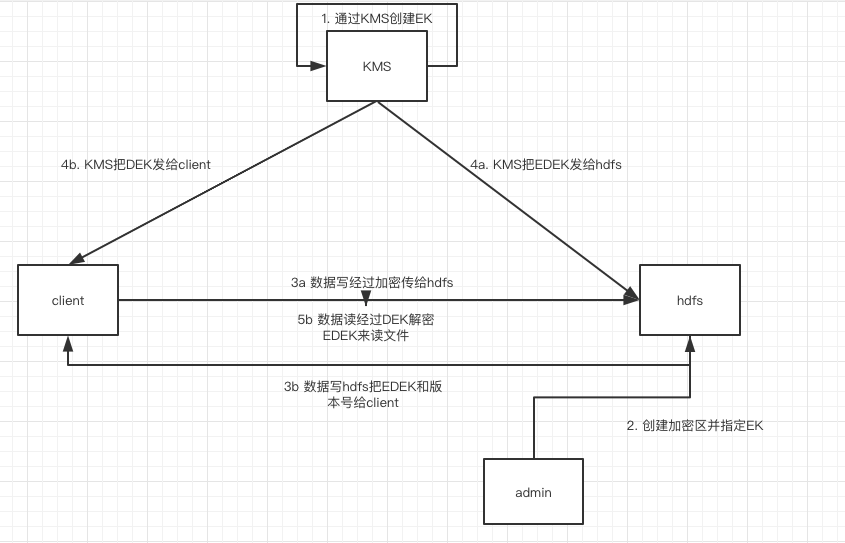 1. 通过KMS创建EK
KMS
4b. KMS把DEK发给client
4a. KMS把EDEK发给hdfs
client
3a 数据写经过加密传给hdfs
hdfs
5b 数据读经过DEK解密
EDEK来读文件
3b 数据写hdfs把EDEK和版
本号给client
2. 创建加密区并指定EK
admin